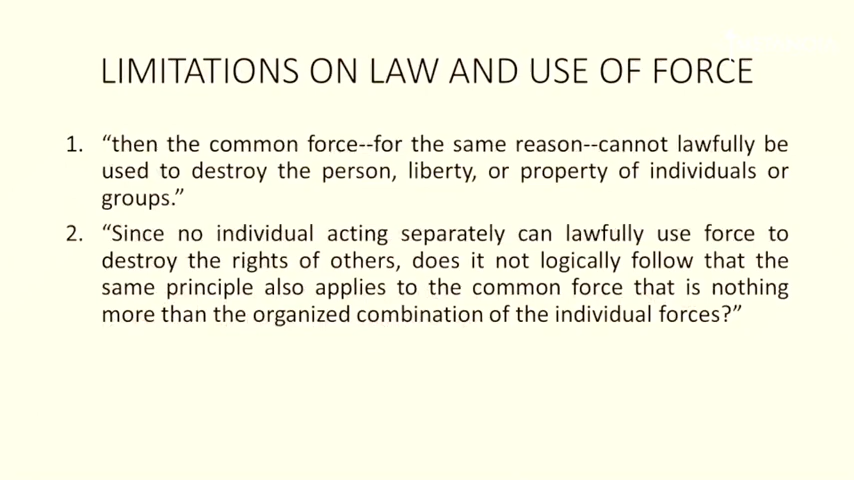 LIMITATIONS ON LAW AND USE OF FORCE
1. “then the common force--for the same reason--cannot lawfully be
used to destroy the person, liberty, or property of individuals or
groups.”
2. “Since no individual acting separately can lawfully use force to
destroy the rights of others, does it not logically follow that the
same principle also applies to the common force that is nothing
more than the organized combination of the individual forces?”